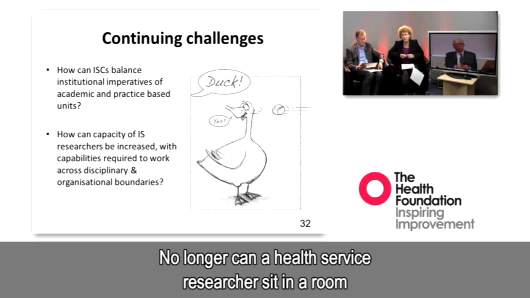 Continuing challenges
• How can ISCs balance
institutional imperatives of
academic and practice based
units?
• How can capacity of IS
researchers be increased, with
capabilities required to work
across disciplinary &
organisational boundaries?
Duck!
32
The
Health
Foundation
Inspiring
Improvement
No longer can a health service
researcher sit in a room